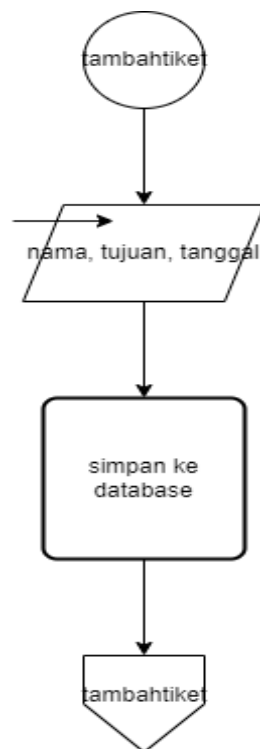 tambahtiket
nama, tujuan, tanggal
simpan ke
database
tambahtiket